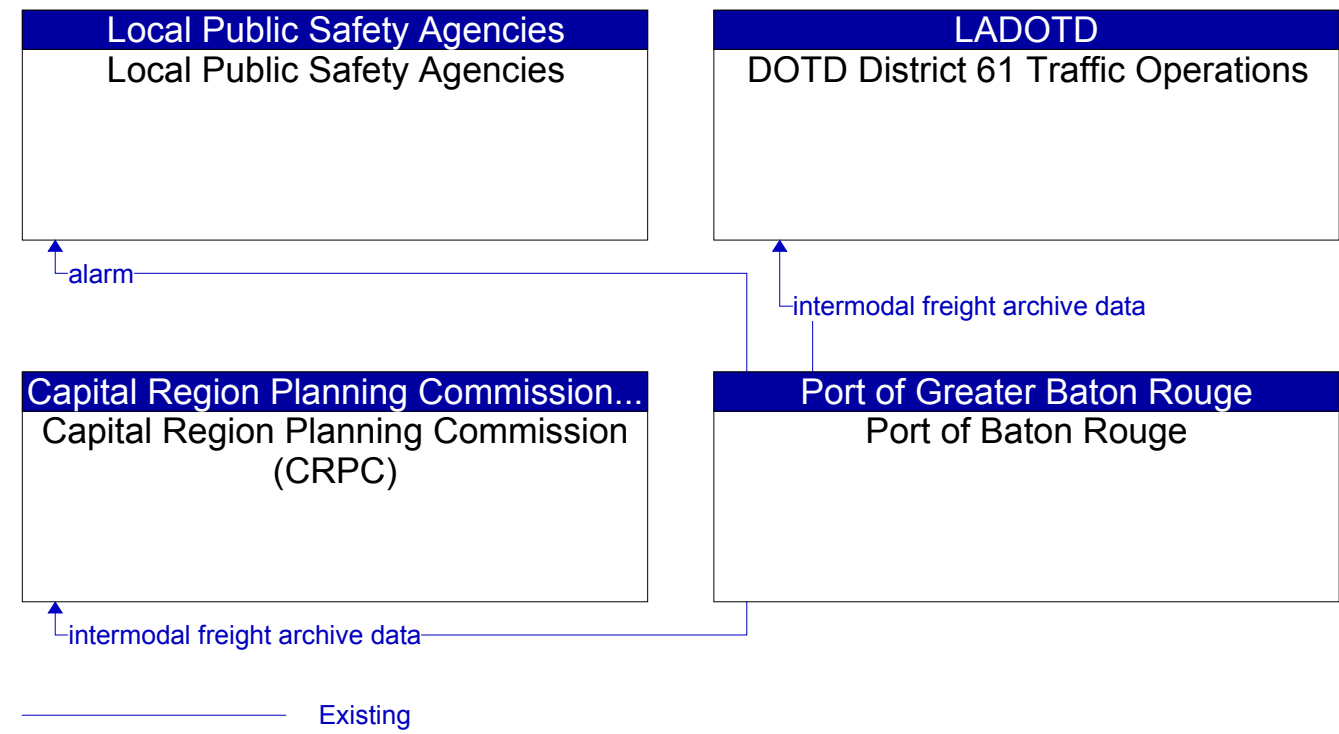 Local Public Safety Agencies
Local Public Safety Agencies
LADOTD
DOTD District 61 Traffic Operations
alarm
intermodal freight archive data
Capital Region Planning Commission...
Capital Region Planning Commission
(CRPC)
Port of Greater Baton Rouge
Port of Baton Rouge
intermodal freight archive data
Existing